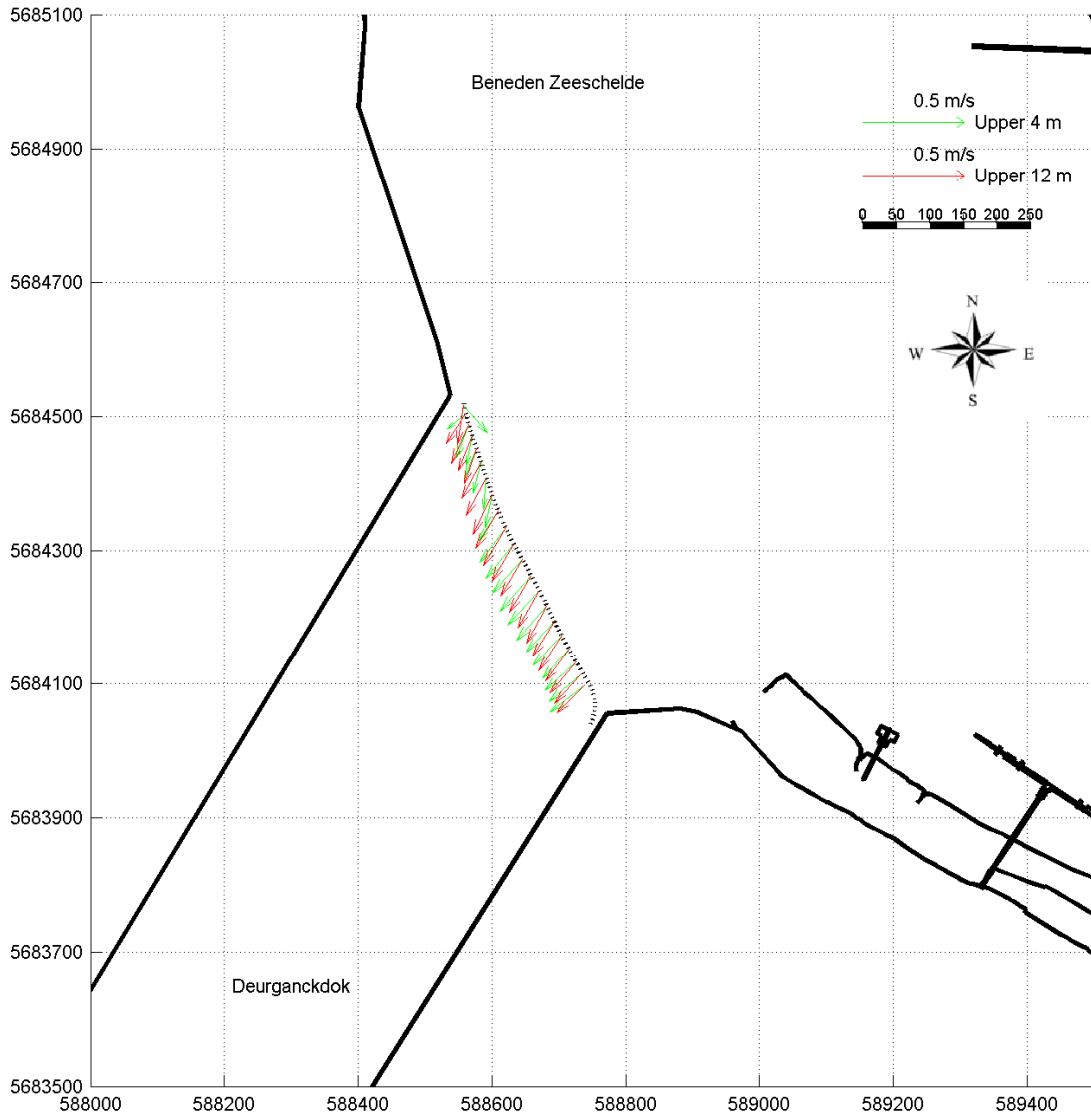 5685100
Beneden Zeeschelde
0.5 m/s
Upper 4 m
5684900
0.5 m/s
Upper 12 m
0 50 100 150 200 250
5684700
N
W E
S
5684500
5684300
5684100
5683900
5683700
Deurganckdok
5683500
588000 588200 588400 588600 588800 589000 589200 589400